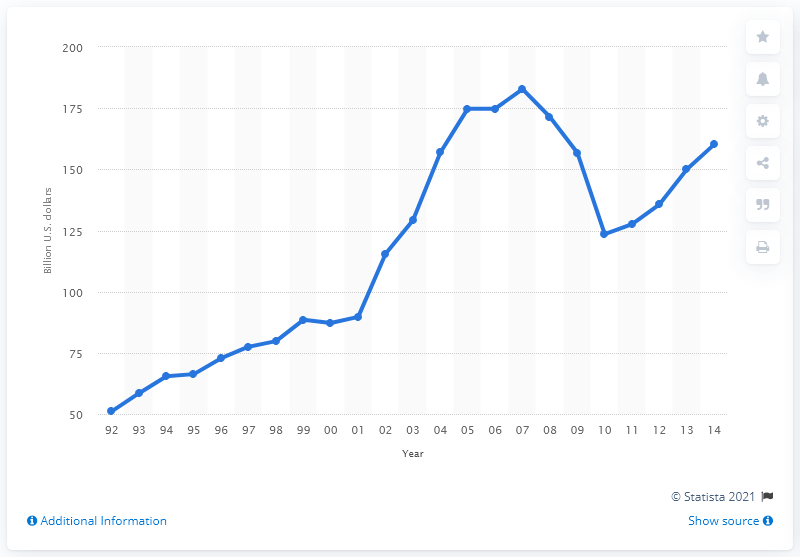 200
175
150
125
100
75
50
Billion U.S. dollars
92 93 94 95 96 97 98 99 00 01 02 03 04 05 06 07 08 09 10 11 12 13 14
Year
© Statista 2021
Additional Information
Show source